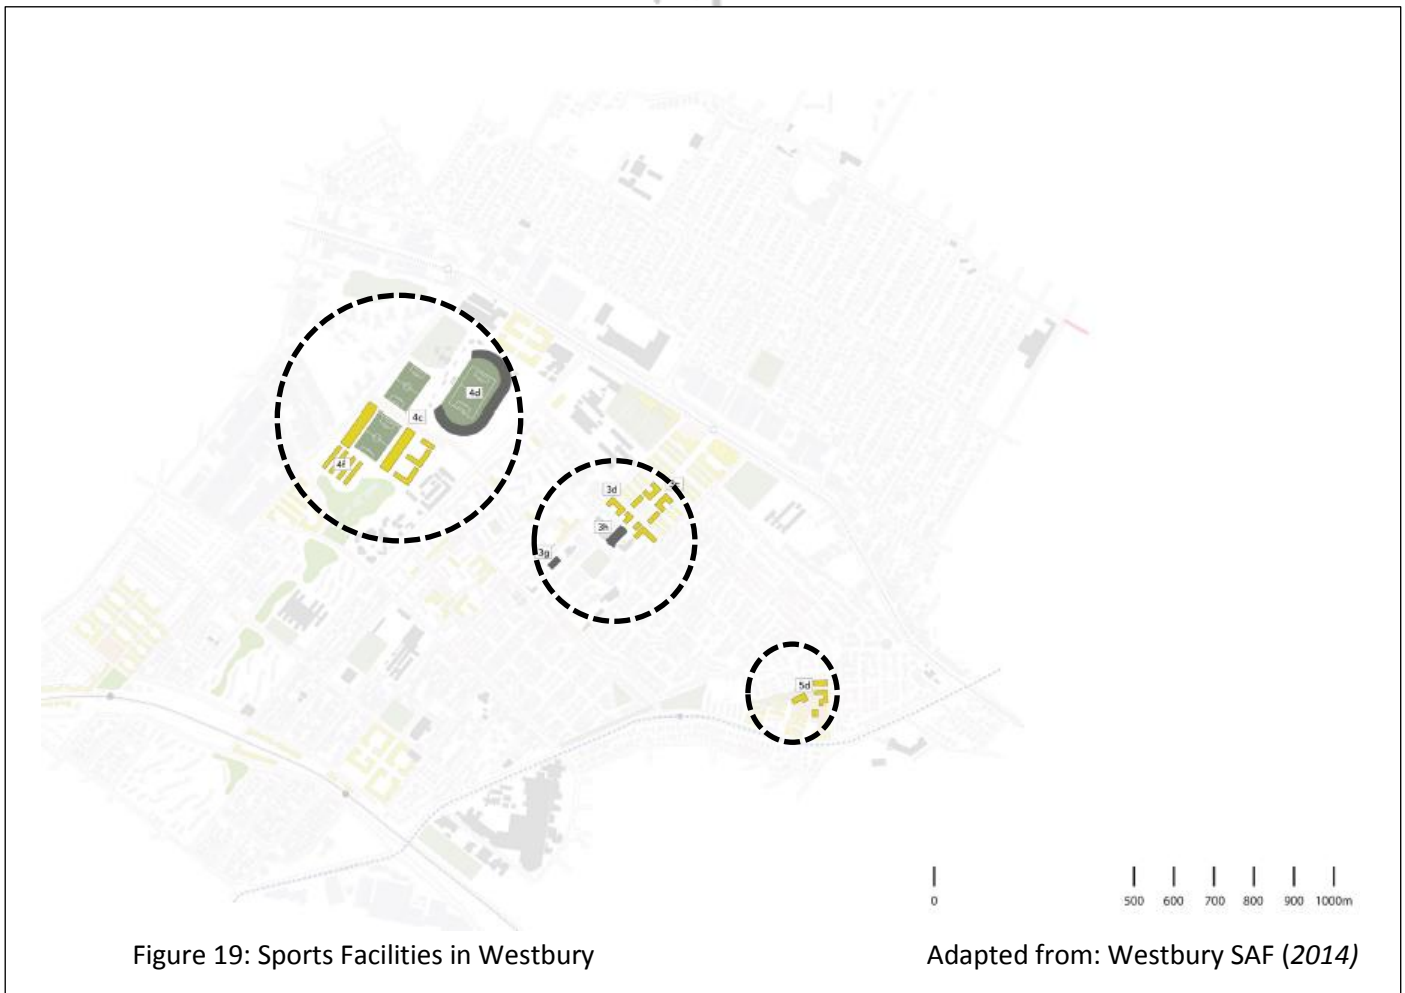 4d
4c
4f
3d
3h
3g
5d
0 500 600 700 800 900 1000m
Figure 19: Sports Facilities in Westbury
Adapted from: Westbury SAF (2014)